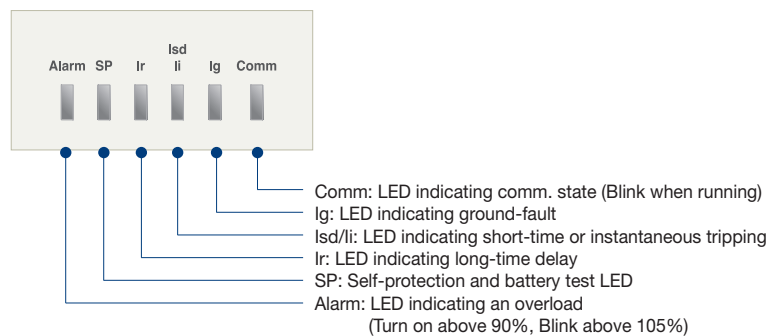 Isd
Alarm SP Ir Ii Ig Comm
Comm: LED indicating comm. state (Blink when running)
Ig: LED indicating ground-fault
Isd/Ii: LED indicating short-time or instantaneous tripping
Ir: LED indicating long-time delay
SP: Self-protection and battery test LED
Alarm: LED indicating an overload
(Turn on above 90%, Blink above 105%)